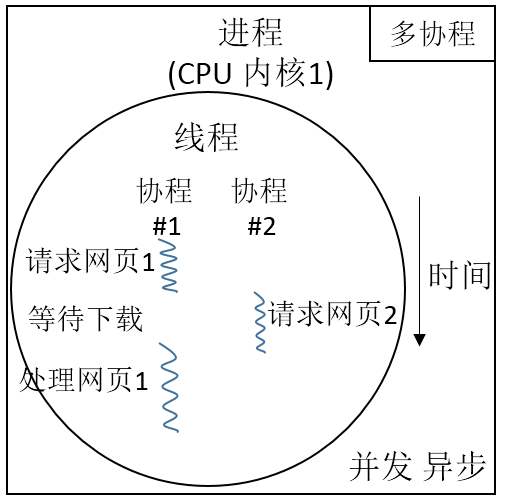 多协程
进程
(CPU 内核1)
线程
协程 协程
#1 #2
请求网页1
时间
等待下载 请求网页2
处理网页1
并发 异步